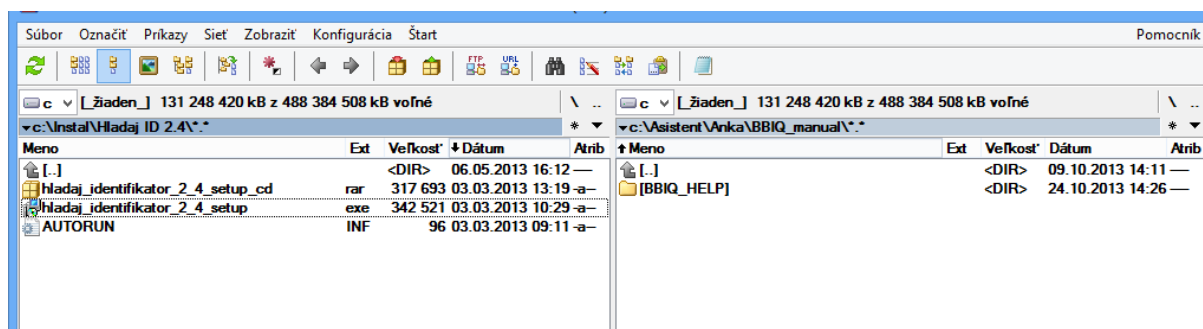 Súbor Označiť Príkazy Sieť Zobraziť Konfigurácia Štart Pomocník
FTP URL
c [_žiaden_] 131 248 420 kB z 488 384 508 kB voľné \ ..
c:\Instal\Hladaj ID 2.4\*.* *
Meno Ext Veľkosť Dátum Atrib
[..] <DIR> 06.05.2013 16:12 ----
hladaj_identifikator_2_4_setup_cd rar 317 693 03.03.2013 13:19 -a--
hladaj_identifikator_2_4_setup exe 342 521 03.03.2013 10:29 -a--
AUTORUN INF 96 03.03.2013 09:11 -a--
c [_žiaden_] 131 248 420 kB z 488 384 508 kB voľné \ ..
c:\Asistent\Anka\BBIQ_manual\*.* *
Meno Ext Veľkosť Dátum Atrib
[..] <DIR> 09.10.2013 14:11 ----
[BBIQ_HELP] <DIR> 24.10.2013 14:26 ----